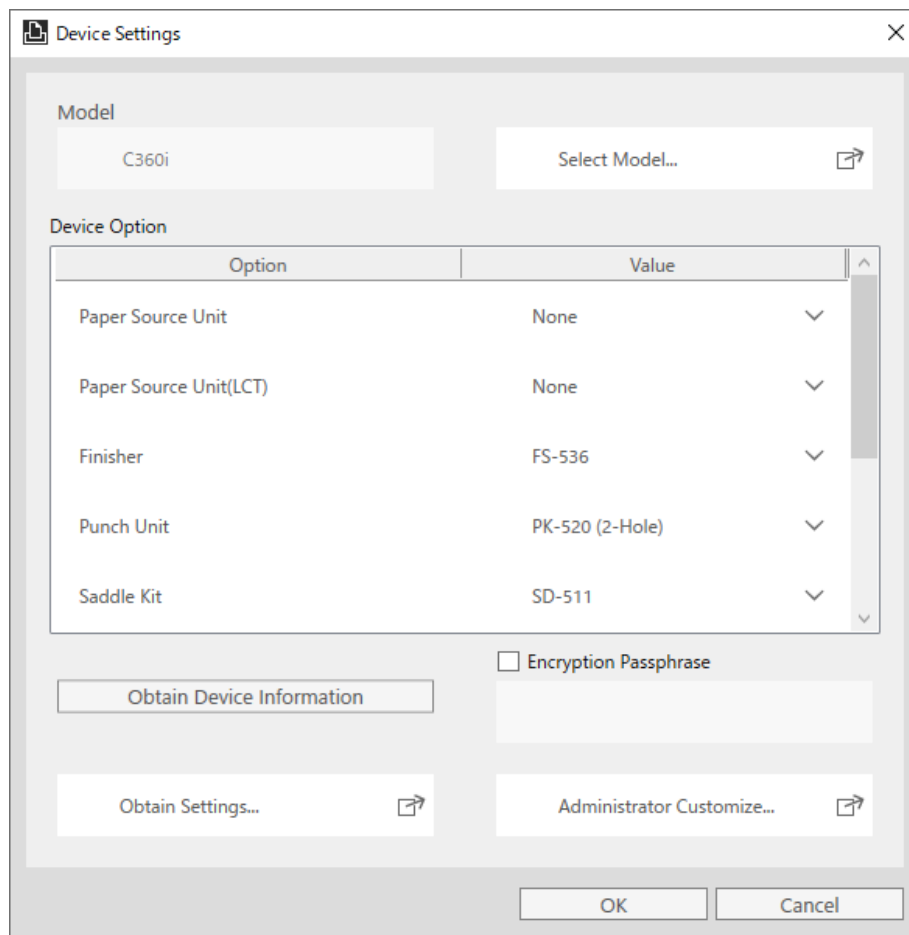 Device Settings
Model
C360i
Select Model...
Device Option
Option Value
Paper Source Unit None
Paper Source Unit(LCT) None
Finisher FS-536
Punch Unit PK-520 (2-Hole)
Saddle Kit SD-511
Encryption Passphrase
Obtain Device Information
Obtain Settings...
Administrator Customize...
OK
Cancel